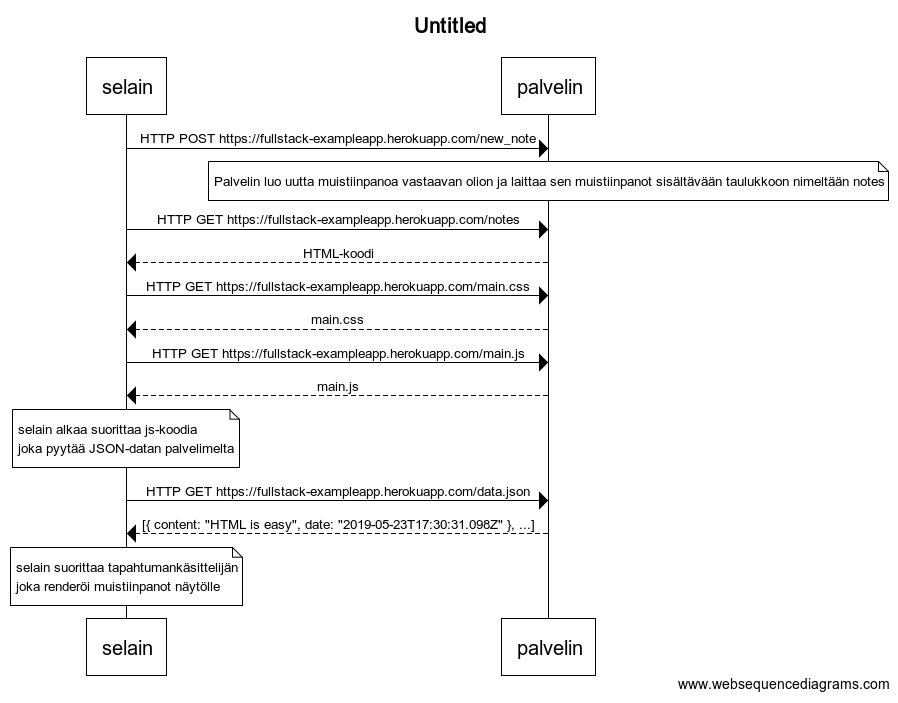 Untitled
selain
palvelin
HTTP POST https://fullstack-exampleapp.herokuapp.com/new_note
Palvelin luo uutta muistiinpanoa vastaavan olion ja laittaa sen muistiinpanot sisältävään taulukkoon nimeltään notes
HTTP GET https://fullstack-exampleapp.herokuapp.com/notes
HTML-koodi
HTTP GET https://fullstack-exampleapp.herokuapp.com/main.css
main.css
HTTP GET https://fullstack-exampleapp.herokuapp.com/main.js
main.js
selain alkaa suorittaa js-koodia
joka pyytää JSON-datan palvelimelta
HTTP GET https://fullstack-exampleapp.herokuapp.com/data.json
[{ content: "HTML is easy", date: "2019-05-23T17:30:31.098Z" }, ...]
selain suorittaa tapahtumankäsittelijän
joka renderöi muistiinpanot näytölle
selain
palvelin
www.websequencediagrams.com